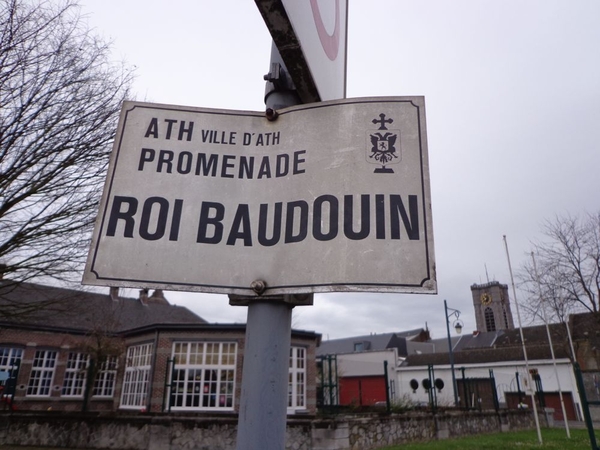 ATH VILLE D'ATH
PROMENADE
ROI BAUDOUIN